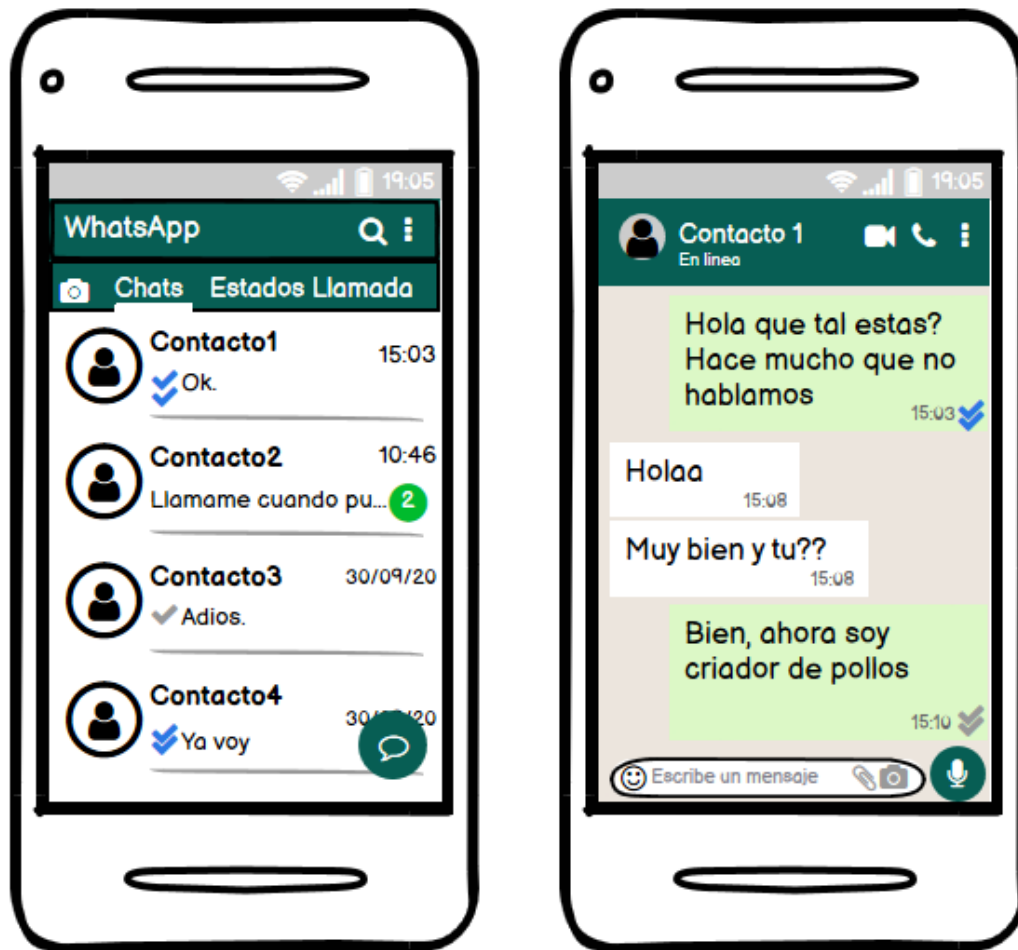 19:05
WhatsApp
Chats Estados Llamada
Contacto1
15:03
Ok.
Contacto2
10:46
Llamame cuando pu...
2
Contacto3
30/09/20
Adios.
Contacto4
Ya voy
19:05
Contacto 1
En linea
Hola que tal estas?
Hace mucho que no
hablamos
15:03
Holaa
15:08
Muy bien y tu??
15:08
Bien, ahora soy
criador de pollos
15:10
Escribe un mensaje